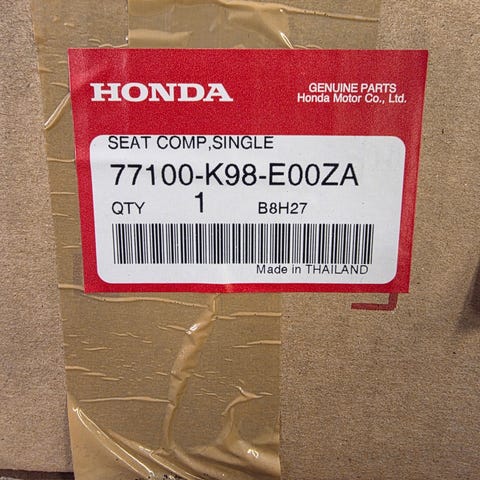 HONDA
GENUINE PARTS
Honda Motor Co., Ltd.
SEAT COMP,SINGLE
77100-K98-E00ZA
QTY 1 B8H27
Made in THAILAND